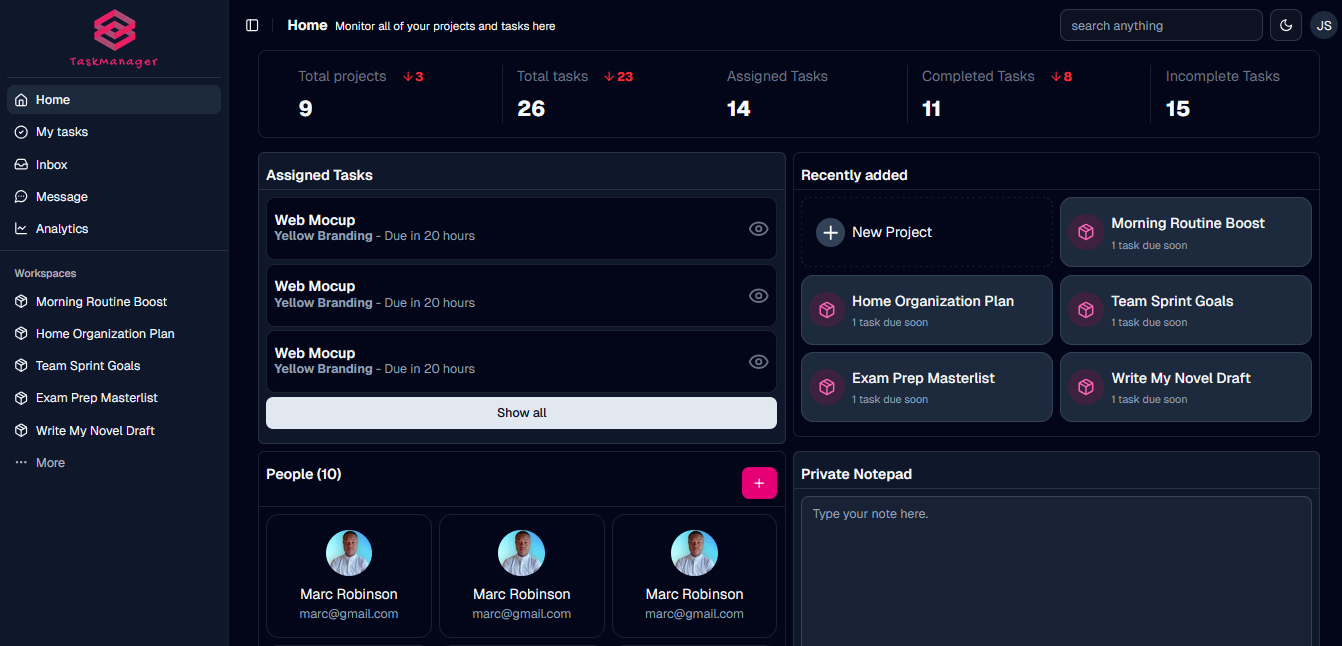 Taskmanager
Home
My tasks
Inbox
Message
Analytics
Workspaces
Morning Routine Boost
Home Organization Plan
Team Sprint Goals
Exam Prep Masterlist
Write My Novel Draft
More
Home Monitor all of your projects and tasks here
search anything
JS
Total projects ↓3
9
Total tasks ↓23
26
Assigned Tasks
14
Completed Tasks ↓8
11
Incomplete Tasks
15
Assigned Tasks
Web Mocup
Yellow Branding - Due in 20 hours
Web Mocup
Yellow Branding - Due in 20 hours
Web Mocup
Yellow Branding - Due in 20 hours
Show all
Recently added
New Project
Morning Routine Boost
1 task due soon
Home Organization Plan
1 task due soon
Team Sprint Goals
1 task due soon
Exam Prep Masterlist
1 task due soon
Write My Novel Draft
1 task due soon
People (10)
+
Marc Robinson
marc@gmail.com
Marc Robinson
marc@gmail.com
Marc Robinson
marc@gmail.com
Private Notepad
Type your note here.